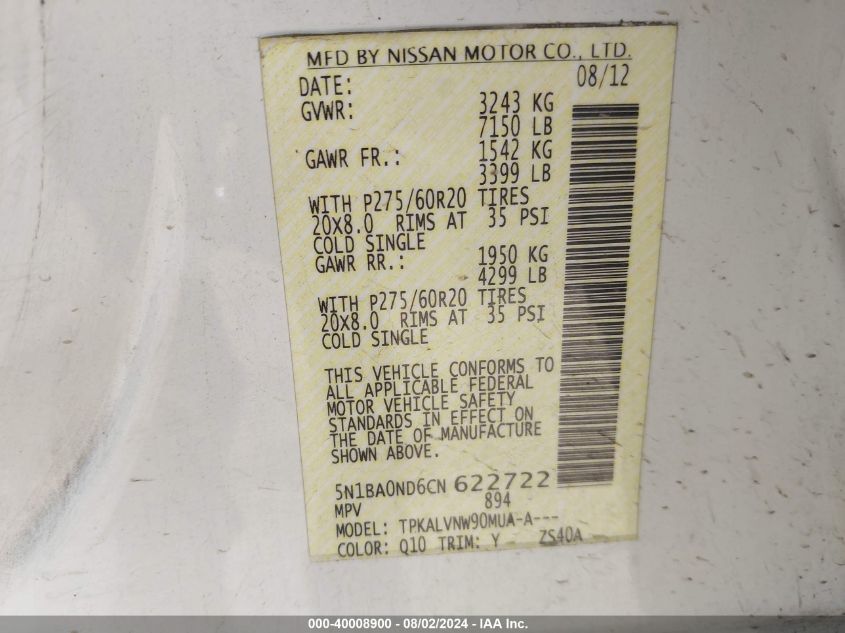 MFD BY NISSAN MOTOR CO., LTD.
DATE: 08/12
GVWR: 3243 KG
7150 LB
GAWR FR.: 1542 KG
3399 LB
WITH P275/60R20 TIRES
20X8.0 RIMS AT 35 PSI
COLD SINGLE
GAWR RR.: 1950 KG
4299 LB
WITH P275/60R20 TIRES
20X8.0 RIMS AT 35 PSI
COLD SINGLE
THIS VEHICLE CONFORMS TO
ALL APPLICABLE FEDERAL
MOTOR VEHICLE SAFETY
STANDARDS IN EFFECT ON
THE DATE OF MANUFACTURE
SHOWN ABOVE.
5N1BA0ND6CN 622722
MPV 894
MODEL: TPKALVNW90MUA-A---
COLOR: Q10 TRIM: Y ZS40A
000-40008900 - 08/02/2024 - IAA Inc.